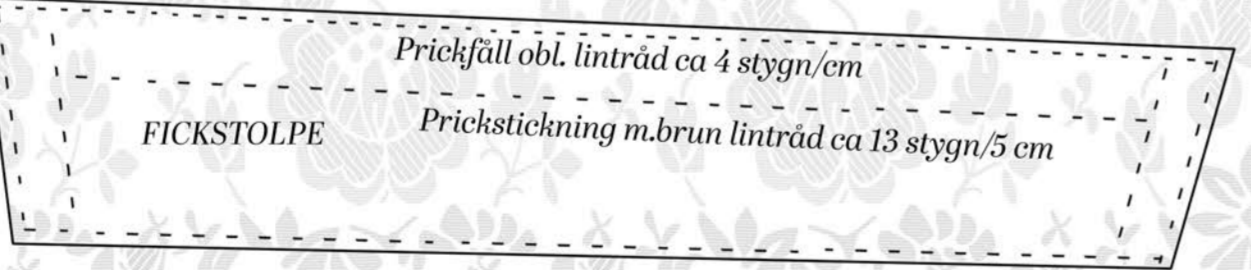 Prickfåll obl. lintråd ca 4 stygn/cm
FICKSTOLPE
Prickstickning m.brun lintråd ca 13 stygn/5 cm